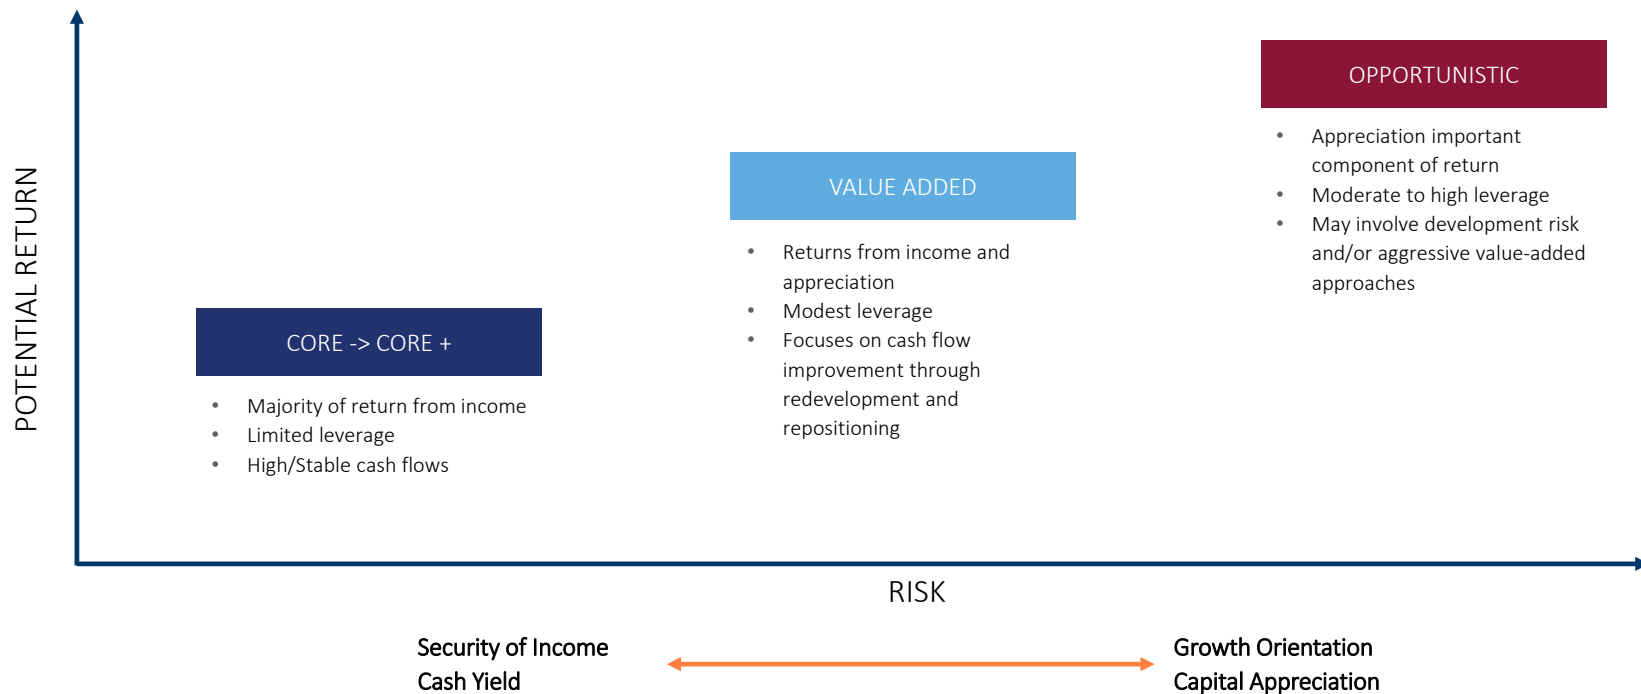 POTENTIAL RETURN
CORE -> CORE +
• Majority of return from income
• Limited leverage
• High/Stable cash flows
VALUE ADDED
• Returns from income and
appreciation
• Modest leverage
• Focuses on cash flow
improvement through
redevelopment and
repositioning
OPPORTUNISTIC
• Appreciation important
component of return
• Moderate to high leverage
• May involve development risk
and/or aggressive value-added
approaches
RISK
Security of Income
Cash Yield
Growth Orientation
Capital Appreciation